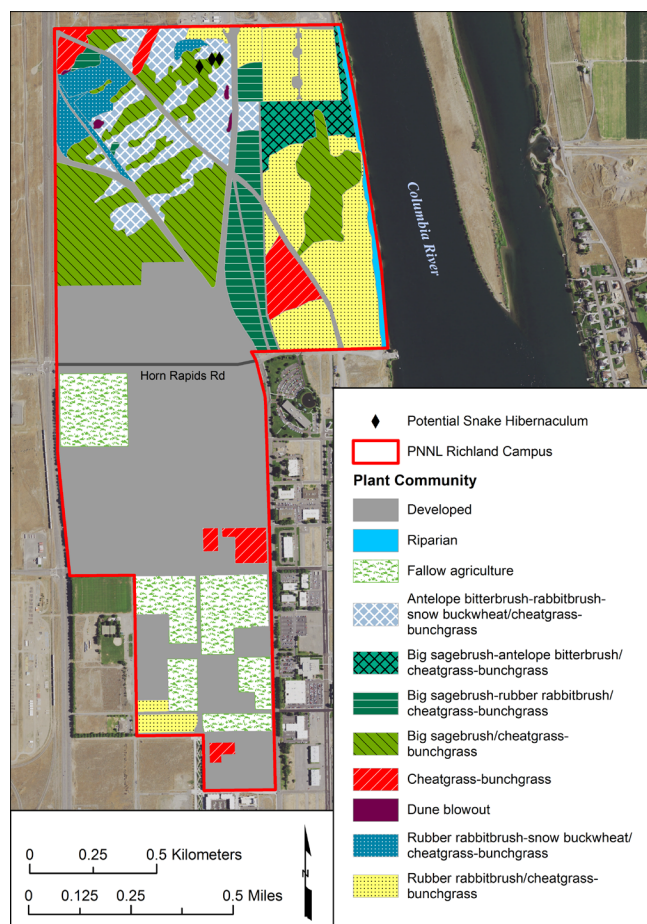 Columbia River
Horn Rapids Rd
Potential Snake Hibernaculum
PNNL Richland Campus
Plant Community
Developed
Riparian
Fallow agriculture
Antelope bitterbrush-rabbitbrush-
snow buckwheat/cheatgrass-
bunchgrass
Big sagebrush-antelope bitterbrush/
cheatgrass-bunchgrass
Big sagebrush-rubber rabbitbrush/
cheatgrass-bunchgrass
Big sagebrush/cheatgrass-
bunchgrass
Cheatgrass-bunchgrass
Dune blowout
Rubber rabbitbrush-snow buckwheat/
cheatgrass-bunchgrass
Rubber rabbitbrush/cheatgrass-
bunchgrass
0 0.25 0.5 Kilometers
0 0.125 0.25 0.5 Miles
N